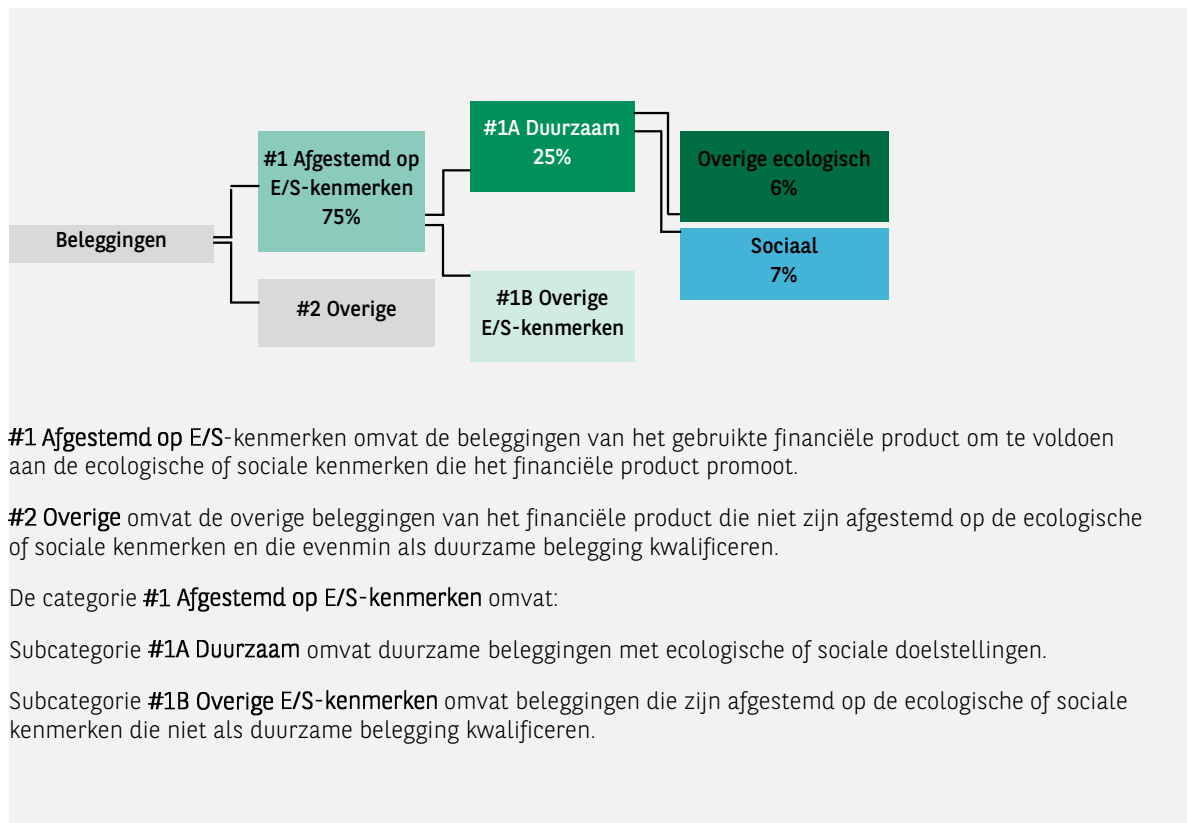 #1A Duurzaam
25%
#1 Afgestemd op
E/S-kenmerken
75%
Overige ecologisch
6%
Beleggingen
Sociaal
7%
#2 Overige
#1B Overige
E/S-kenmerken
#1 Afgestemd op E/S-kenmerken omvat de beleggingen van het gebruikte financiële product om te voldoen
aan de ecologische of sociale kenmerken die het financiële product promoot.
#2 Overige omvat de overige beleggingen van het financiële product die niet zijn afgestemd op de ecologische
of sociale kenmerken en die evenmin als duurzame belegging kwalificeren.
De categorie #1 Afgestemd op E/S-kenmerken omvat:
Subcategorie #1A Duurzaam omvat duurzame beleggingen met ecologische of sociale doelstellingen.
Subcategorie #1B Overige E/S-kenmerken omvat beleggingen die zijn afgestemd op de ecologische of sociale
kenmerken die niet als duurzame belegging kwalificeren.